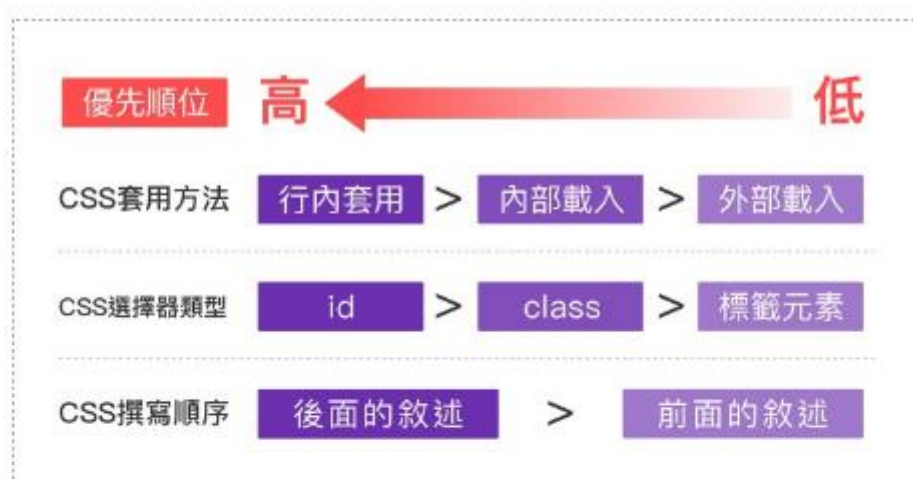 優先順位 高 低
CSS套用方法 行內套用 > 內部載入 > 外部載入
CSS選擇器類型 id > class > 標籤元素
CSS撰寫順序 後面的敘述 > 前面的敘述